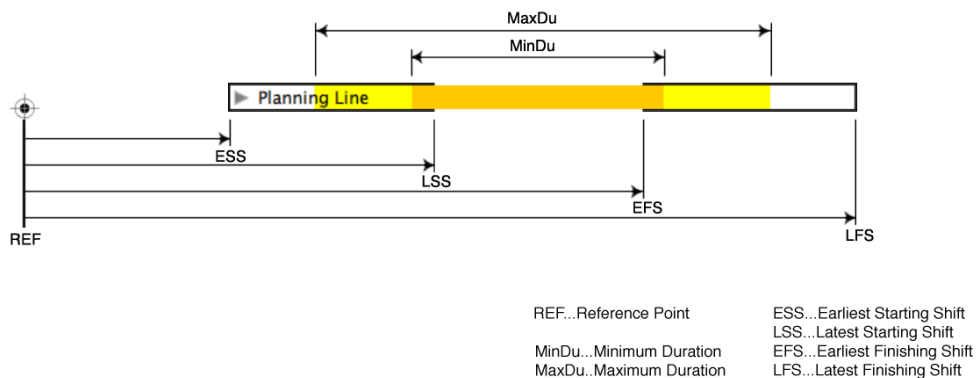 MaxDu
MinDu
Planning Line
ESS
LSS
EFS
REF
LFS
REF...Reference Point
ESS...Earliest Starting Shift
LSS...Latest Starting Shift
MinDu...Minimum Duration
EFS...Earliest Finishing Shift
MaxDu...Maximum Duration
LFS...Latest Finishing Shift